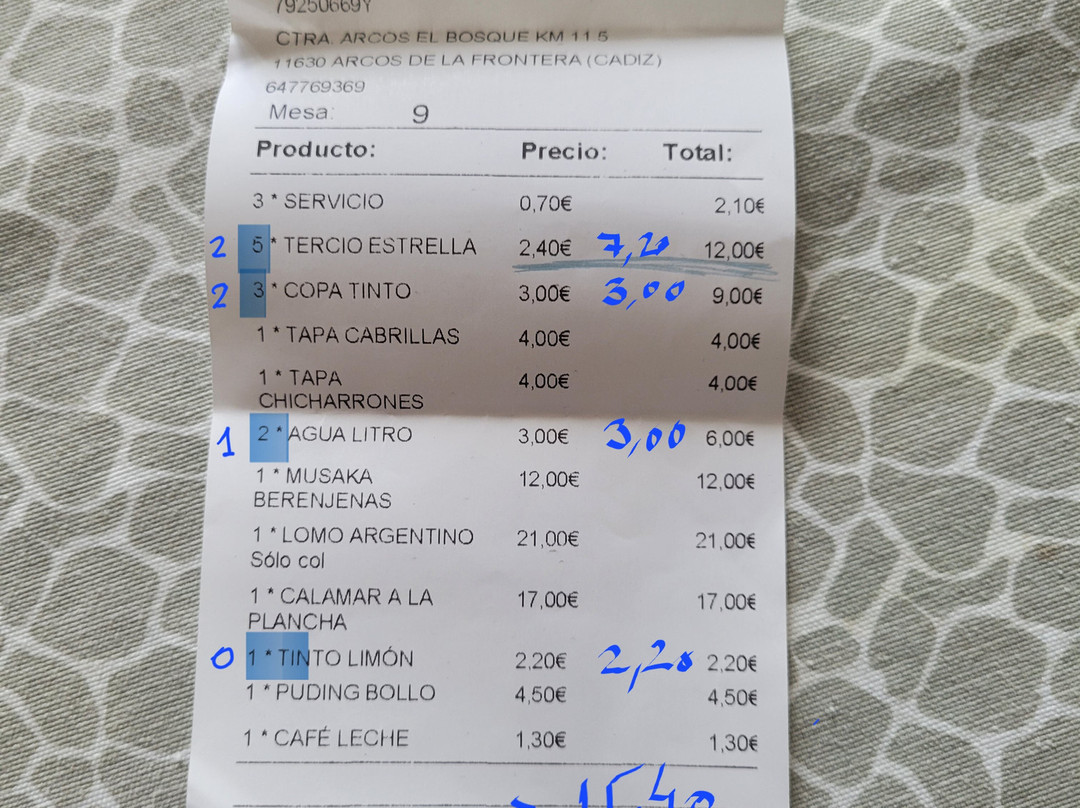 79250669Y
CTRA. ARCOS EL BOSQUE KM 11.5
11630 ARCOS DE LA FRONTERA (CADIZ)
647769369
Mesa: 9
Producto: Precio: Total:
3 * SERVICIO 0,70€ 2,10€
2 5 * TERCIO ESTRELLA 2,40€ 7,20 12,00€
2 3 * COPA TINTO 3,00€ 3,00 9,00€
1 * TAPA CABRILLAS 4,00€ 4,00€
1 * TAPA 4,00€ 4,00€
CHICHARRONES
1 2 * AGUA LITRO 3,00€ 3,00 6,00€
1 * MUSAKA 12,00€ 12,00€
BERENJENAS
1 * LOMO ARGENTINO 21,00€ 21,00€
Sólo col
1 * CALAMAR A LA 17,00€ 17,00€
PLANCHA
0 1 * TINTO LIMÓN 2,20€ 2,20 2,20€
1 * PUDING BOLLO 4,50€ 4,50€
1 * CAFÉ LECHE 1,30€ 1,30€
- 15,40